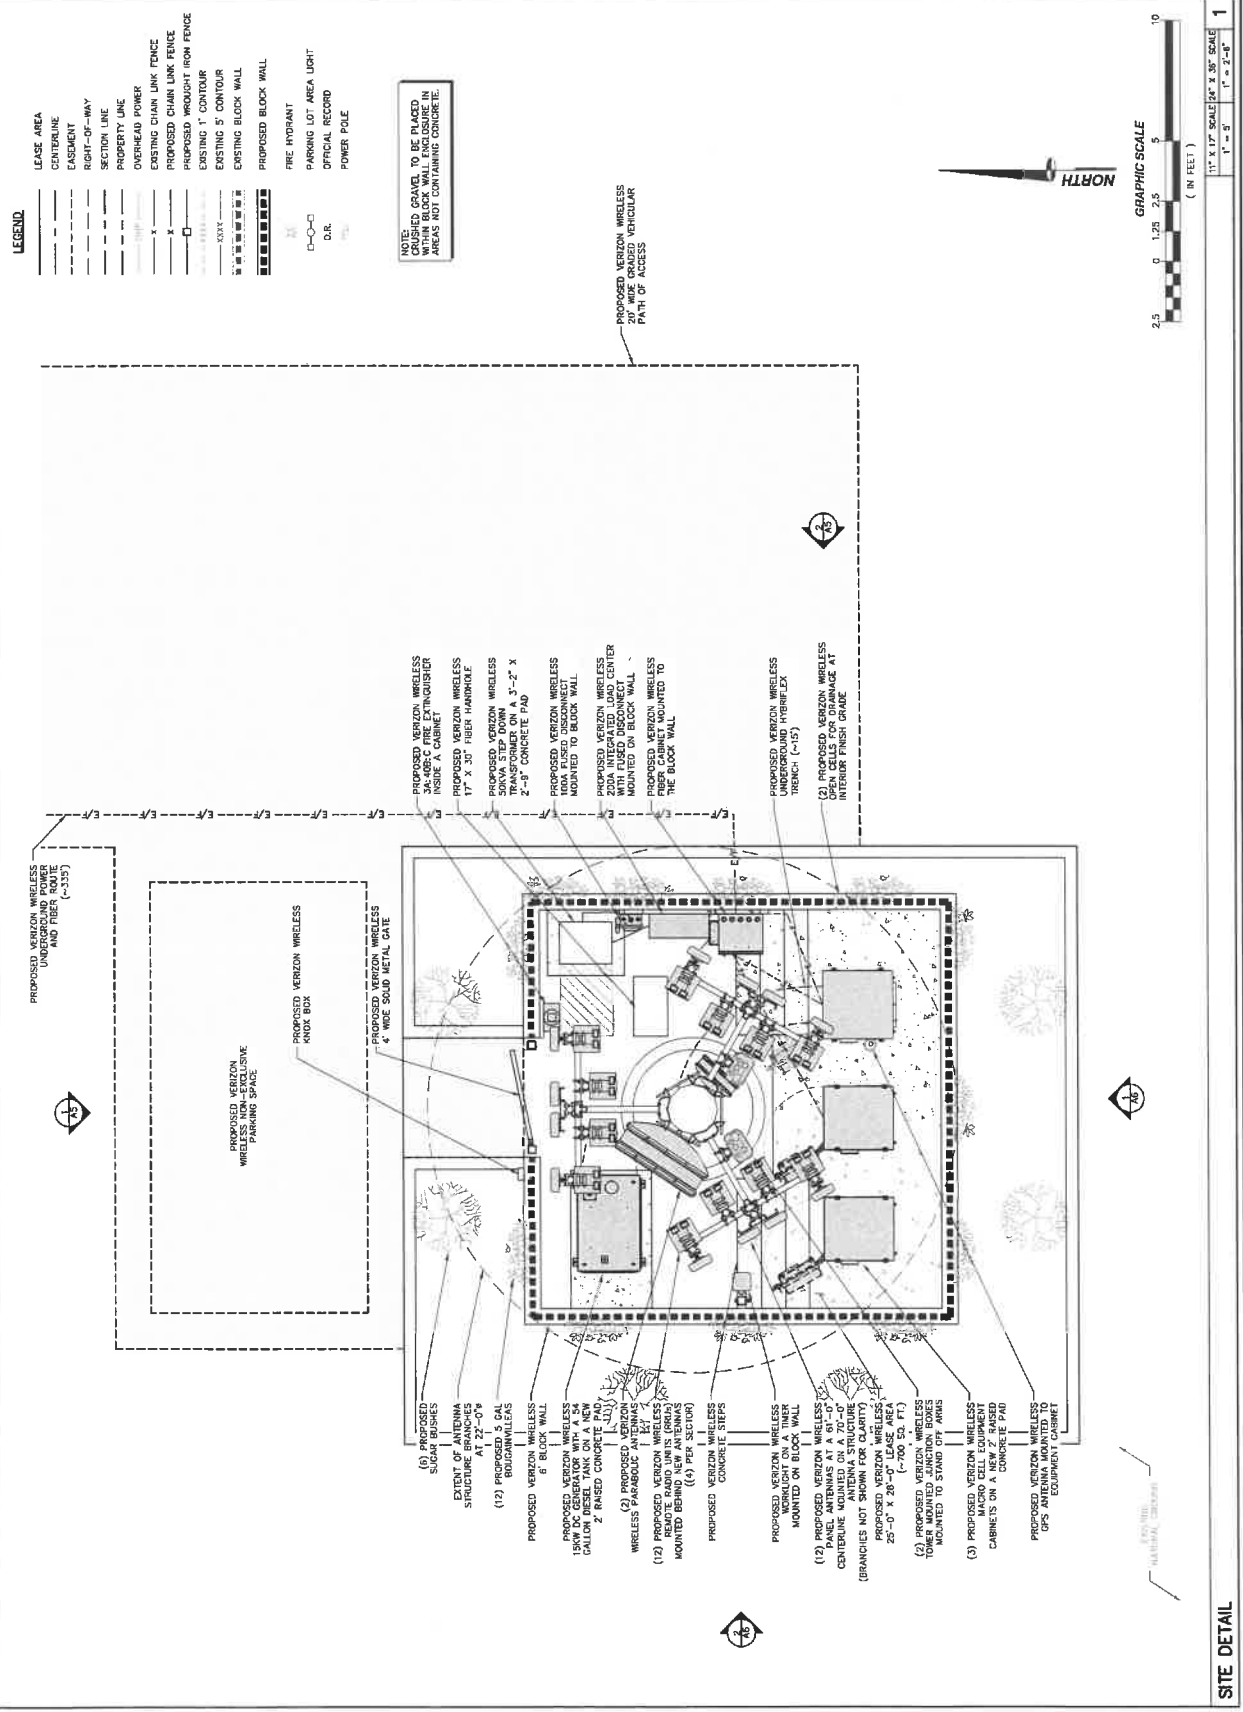 LEGEND
LEASE AREA
CENTERLINE
EASEMENT
RIGHT-OF-WAY
SECTION LINE
PROPERTY LINE
OVERHEAD POWER
EXISTING CHAIN LINK FENCE
PROPOSED CHAIN LINK FENCE
PROPOSED WROUGHT IRON FENCE
EXISTING 1' CONTOUR
XXXX
EXISTING 5' CONTOUR
EXISTING BLOCK WALL
PROPOSED BLOCK WALL
FIRE HYDRANT
PARKING LOT AREA LIGHT
D.R. OFFICIAL RECORD
POWER POLE
NOTE:
CRUSHED GRAVEL TO BE PLACED
WITHIN BLOCK WALL ENCLOSURE IN
AREAS NOT CONTAINING CONCRETE.
PROPOSED VERIZON WIRELESS
20' WIDE GRADED VEHICULAR
PATH OF ACCESS
PROPOSED VERIZON WIRELESS
UNDERGROUND POWER
AND FIBER ROUTE
(~335')
E/F
E/F
E/F
E/F
E/F
E/F
E/F
E/F
E/F
E/F
PROPOSED VERIZON
WIRELESS NON-EXCLUSIVE
PARKING SPACE
PROPOSED VERIZON WIRELESS
KNOX BOX
PROPOSED VERIZON WIRELESS
4' WIDE SOLID METAL GATE
PROPOSED VERIZON WIRELESS
3A:40B:C FIRE EXTINGUISHER
INSIDE A CABINET
PROPOSED VERIZON WIRELESS
17" X 30" FIBER HANDHOLE
PROPOSED VERIZON WIRELESS
50KVA STEP DOWN
TRANSFORMER ON A 3'-2" X
2'-9" CONCRETE PAD
PROPOSED VERIZON WIRELESS
100A FUSED DISCONNECT
MOUNTED TO BLOCK WALL
PROPOSED VERIZON WIRELESS
200A INTEGRATED LOAD CENTER
WITH FUSED DISCONNECT
MOUNTED ON BLOCK WALL
PROPOSED VERIZON WIRELESS
FIBER CABINET MOUNTED TO
THE BLOCK WALL
PROPOSED VERIZON WIRELESS
UNDERGROUND HYBRIFLEX
TRENCH (~15')
(2) PROPOSED VERIZON WIRELESS
OPEN CELLS FOR DRAINAGE AT
INTERIOR FINISH GRADE
(6) PROPOSED
SUGAR BUSHES
EXTENT OF ANTENNA
STRUCTURE BRANCHES
AT 22'-0"ø
(12) PROPOSED 5 GAL
BOUGAINVILLEAS
PROPOSED VERIZON WIRELESS
6' BLOCK WALL
PROPOSED VERIZON WIRELESS
15KW DC GENERATOR WITH A 54
GALLON DIESEL TANK ON A NEW
2' RAISED CONCRETE PAD
(2) PROPOSED VERIZON
WIRELESS PARABOLIC ANTENNAS
(12) PROPOSED VERIZON WIRELESS
REMOTE RADIO UNITS (RRUs)
MOUNTED BEHIND NEW ANTENNAS
((4) PER SECTOR)
PROPOSED VERIZON WIRELESS
CONCRETE STEPS
PROPOSED VERIZON WIRELESS
WORKLIGHT ON A TIMER
MOUNTED ON BLOCK WALL
(12) PROPOSED VERIZON WIRELESS
PANEL ANTENNAS AT A 61'-0"
CENTERLINE MOUNTED ON A 70'-0"
ANTENNA STRUCTURE
(BRANCHES NOT SHOWN FOR CLARITY)
PROPOSED VERIZON WIRELESS
25'-0" X 28'-0" LEASE AREA
(~700 SQ. FT.)
(2) PROPOSED VERIZON WIRELESS
TOWER MOUNTED JUNCTION BOXES
MOUNTED TO STAND OFF ARMS
(3) PROPOSED VERIZON WIRELESS
MACRO CELL EQUIPMENT
CABINETS ON A NEW 2' RAISED
CONCRETE PAD
PROPOSED VERIZON WIRELESS
GPS ANTENNA MOUNTED TO
EQUIPMENT CABINET
1
A5
2
A5
1
A6
2
A6
NORTH
GRAPHIC SCALE
2.5 0 1.25 2.5 5 10
( IN FEET )
SITE DETAIL
11" X 17" SCALE
1" = 5'
24" X 36" SCALE
1" = 2'-6"
1